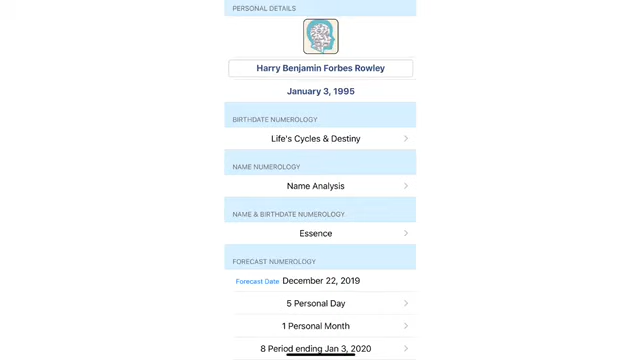 PERSONAL DETAILS
Harry Benjamin Forbes Rowley
January 3, 1995
BIRTHDATE NUMEROLOGY
Life's Cycles & Destiny
NAME NUMEROLOGY
Name Analysis
NAME & BIRTHDATE NUMEROLOGY
Essence
FORECAST NUMEROLOGY
Forecast Date December 22, 2019
5 Personal Day
1 Personal Month
8 Period ending Jan 3, 2020